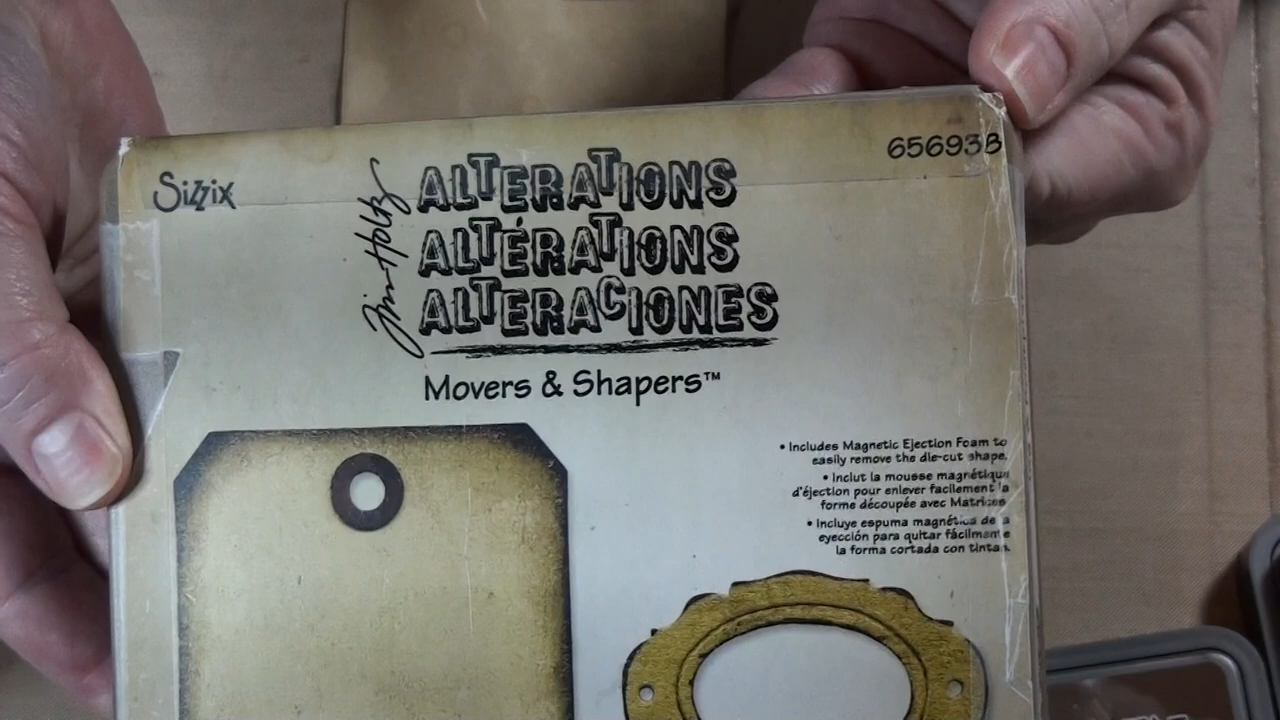 Sizzix
656938
Tim Holtz
ALTERATIONS
ALTÉRATIONS
ALTERACIONES
Movers & Shapers™
• Includes Magnetic Ejection Foam to
easily remove the die-cut shape.
• Inclut la mousse magnétique
d'éjection pour enlever facilement la
forme découpée avec Matrices
• Incluye espuma magnética de la
eyección para quitar fácilmente
la forma cortada con tintas.